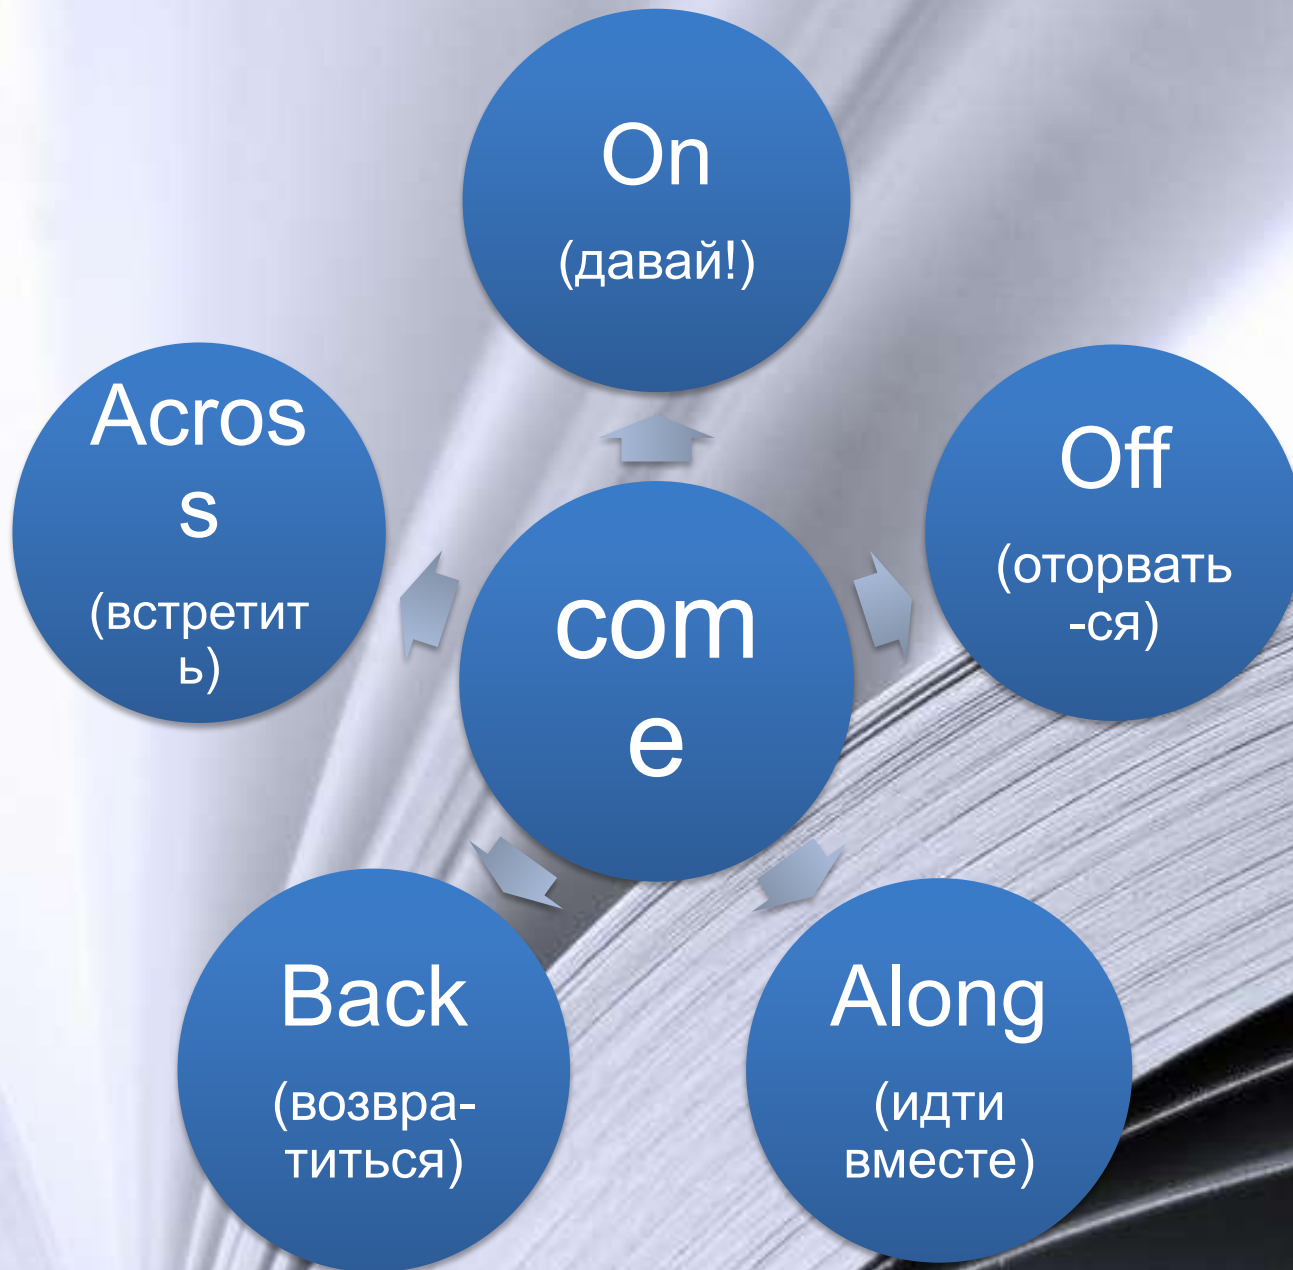 On
(давай!)
Acros
s
(встретит
ь)
Off
(оторвать
-ся)
com
e
Back
(возвра-
титься)
Along
(идти
вместе)